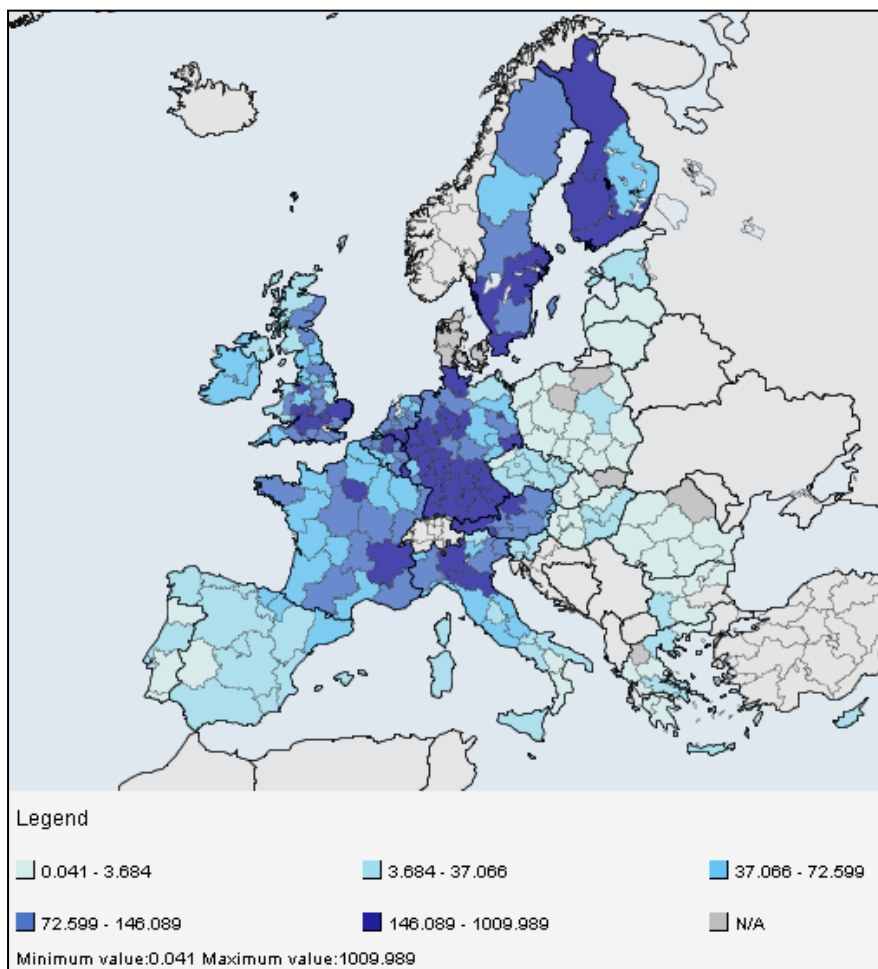 Legend
0.041 - 3.684 3.684 - 37.066 37.066 - 72.599
72.599 - 146.089 146.089 - 1009.989 N/A
Minimum value:0.041 Maximum value:1009.989